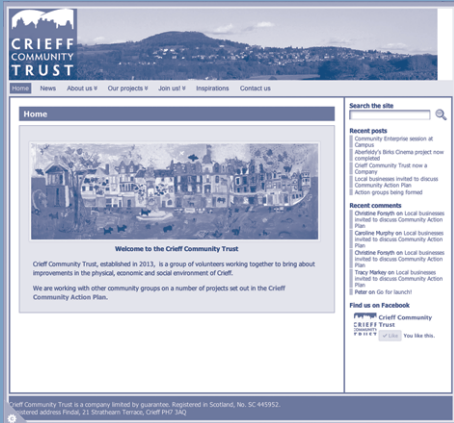 CRIEFF
COMMUNITY
TRUST
Home News About us Our projects Join us! Inspirations Contact us
Home
Welcome to the Crieff Community Trust
Crieff Community Trust, established in 2013, is a group of volunteers working together to bring about
improvements in the physical, economic and social environment of Crieff.
We are working with other community groups on a number of projects set out in the Crieff
Community Action Plan.
Search the site
Recent posts
Community Enterprise session at
Campus
Aberfeldy's Birks Cinema project now
completed
Crieff Community Trust now a
Company
Local businesses invited to discuss
Community Action Plan
Action groups being formed
Recent comments
Christine Forsyth on Local businesses
invited to discuss Community Action
Plan
Caroline Murphy on Local businesses
invited to discuss Community Action
Plan
Christine Forsyth on Local businesses
invited to discuss Community Action
Plan
Tracy Markey on Local businesses
invited to discuss Community Action
Plan
Peter on Go for launch!
Find us on Facebook
CRIEFF
TRUST
Crieff Community
Trust
Like You like this.
Crieff Community Trust is a company limited by guarantee. Registered in Scotland, No. SC 445952.
Registered address Findal, 21 Strathearn Terrace, Crieff PH7 3AQ